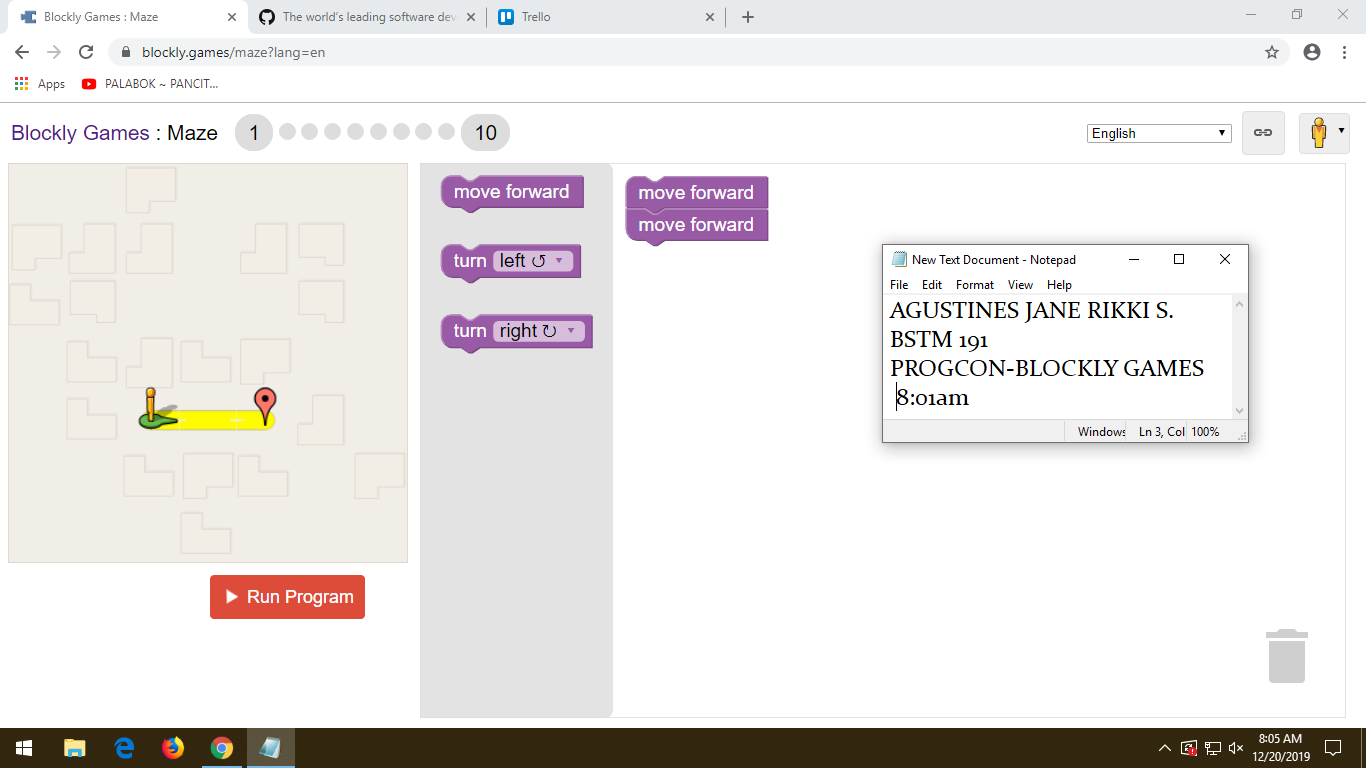 Blockly Games : Maze
The world's leading software dev
Trello
blockly.games/maze?lang=en
Apps
PALABOK ~ PANCIT...
Blockly Games : Maze
1
10
English
move forward
turn left ↺
turn right ↻
move forward
move forward
Run Program
New Text Document - Notepad
File Edit Format View Help
AGUSTINES JANE RIKKI S.
BSTM 191
PROGCON-BLOCKLY GAMES
8:01am
Windows
Ln 3, Col
100%
8:05 AM
12/20/2019